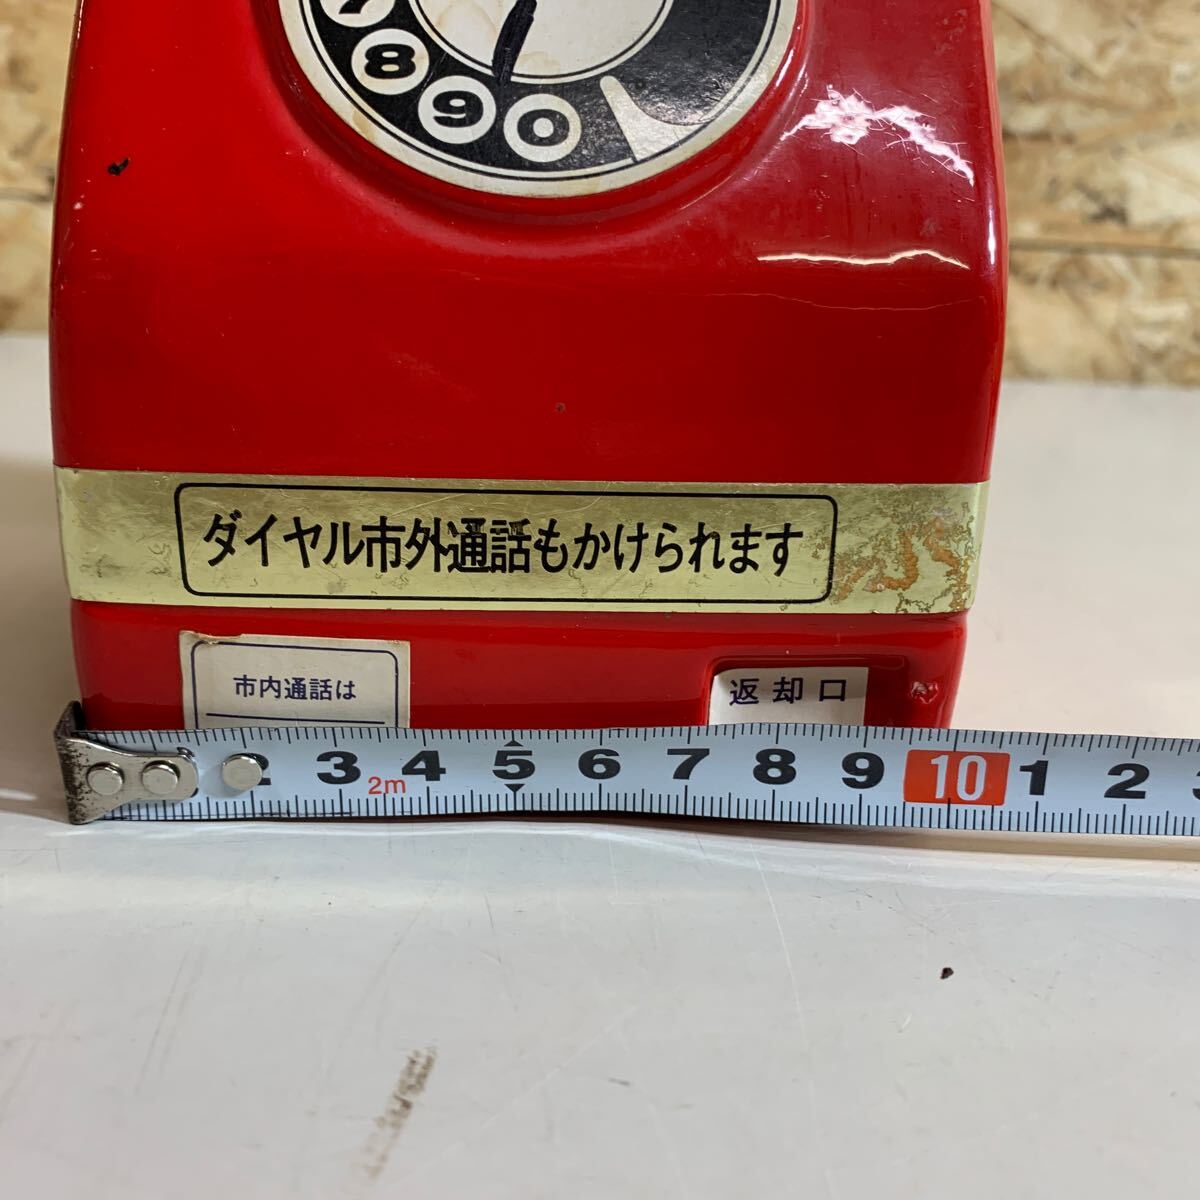 7 8 9 0
ダイヤル市外通話もかけられます
市内通話は
返却口
2 3 4 5 6 7 8 9 10 1 2
2m